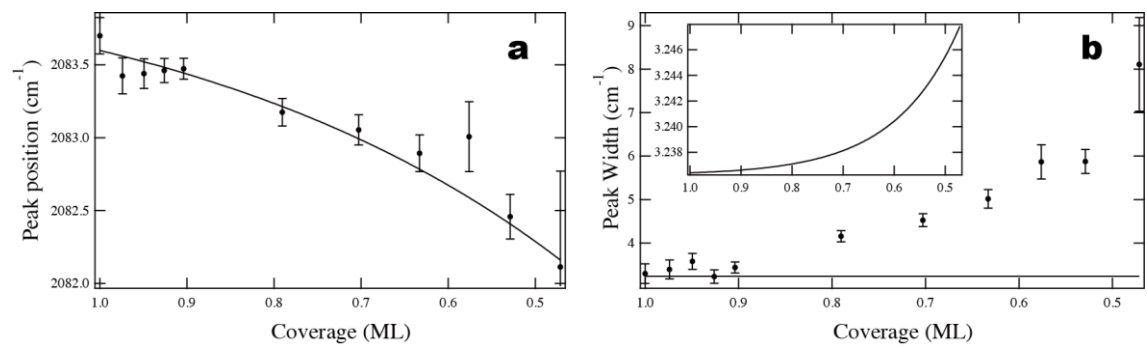 a
Peak position (cm-1)
2083.5
2083.0
2082.5
2082.0
1.0 0.9 0.8 0.7 0.6 0.5
Coverage (ML)
b
Peak Width (cm-1)
9
8
7
6
5
4
3.246
3.244
3.242
3.240
3.238
1.0 0.9 0.8 0.7 0.6 0.5
1.0 0.9 0.8 0.7 0.6 0.5
Coverage (ML)